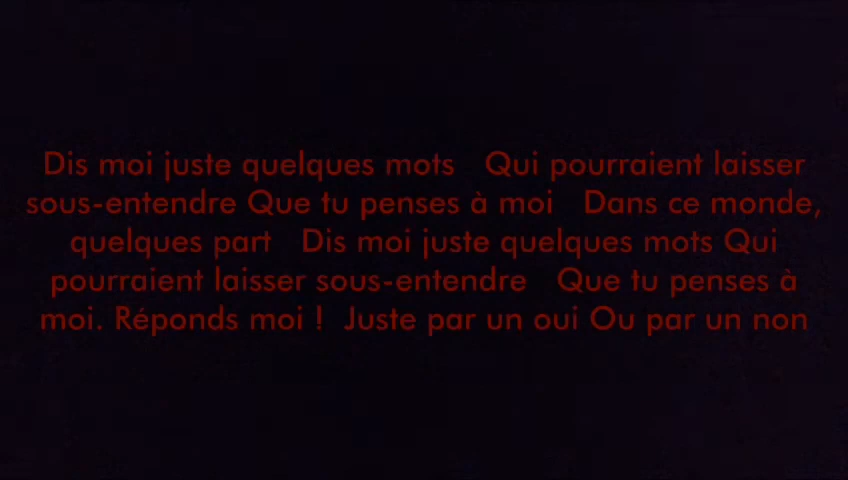 Dis moi juste quelques mots   Qui pourraient laisser
sous-entendre Que tu penses à moi   Dans ce monde,
quelques part   Dis moi juste quelques mots Qui
pourraient laisser sous-entendre   Que tu penses à
moi. Réponds moi !  Juste par un oui Ou par un non